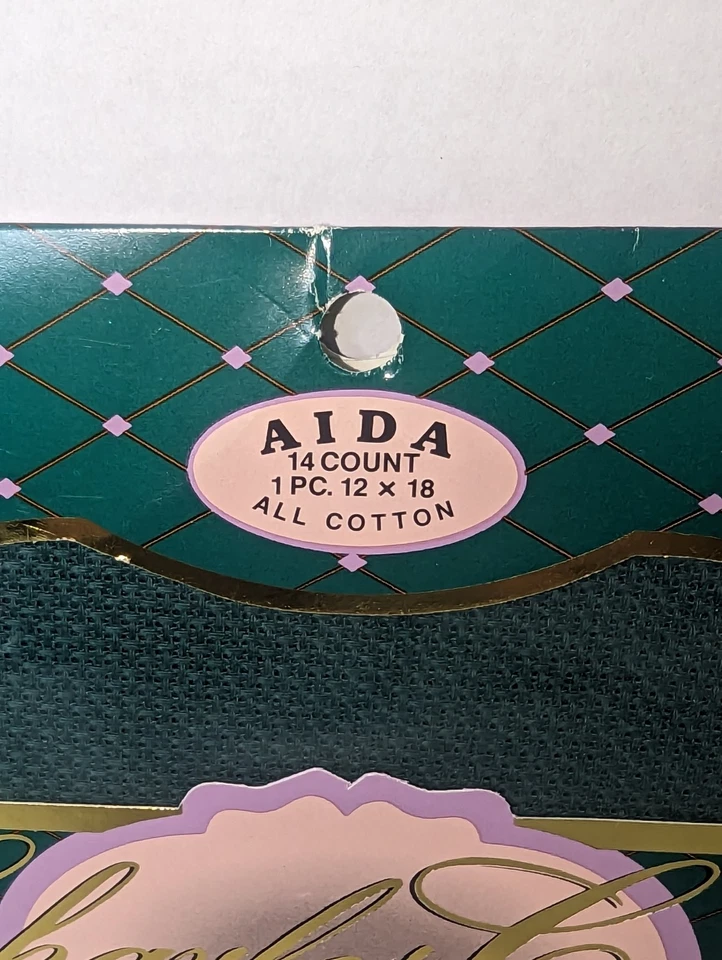 AIDA
14 COUNT
1 PC. 12 × 18
ALL COTTON